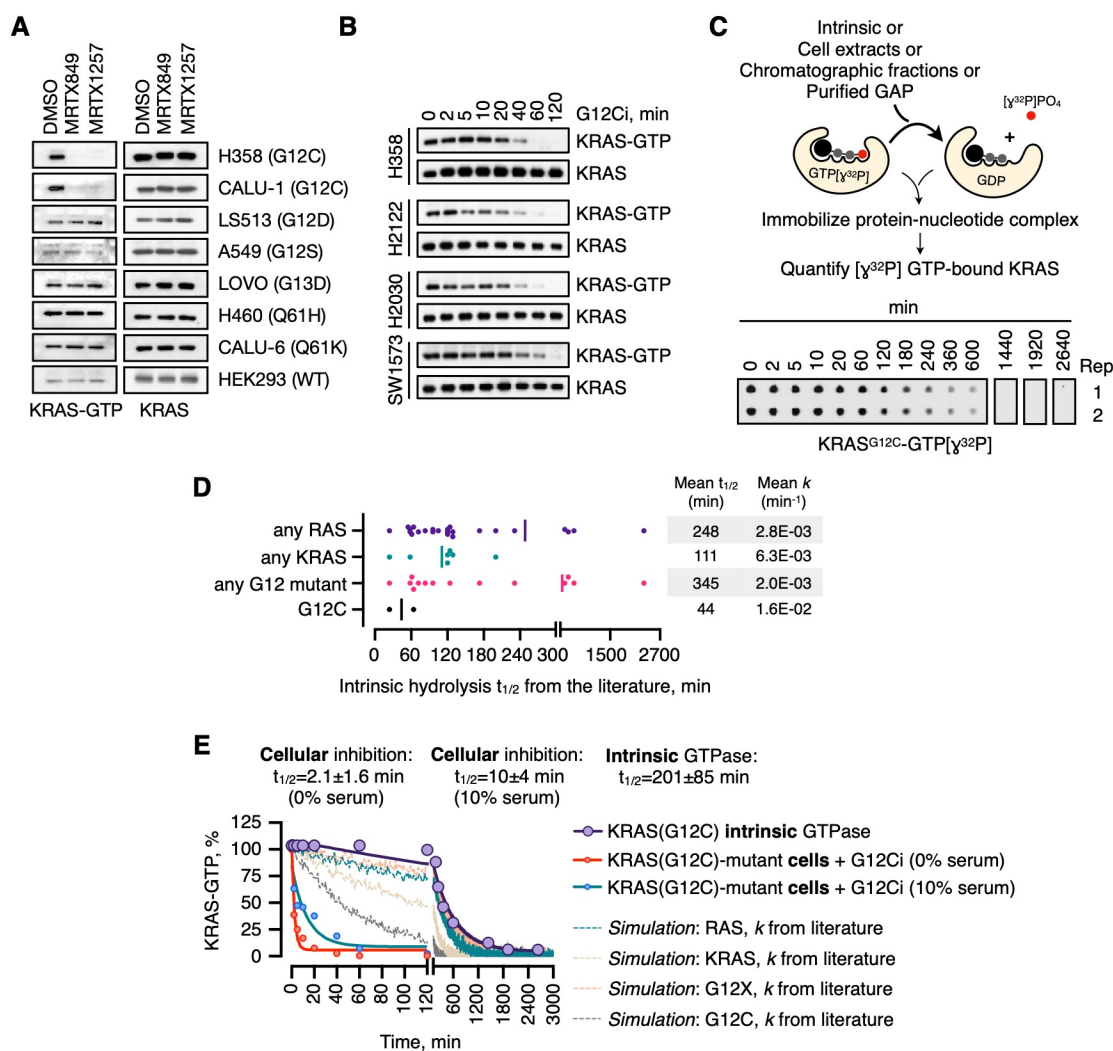 A
DMSO
MRTX849
MRTX1257
DMSO
MRTX849
MRTX1257
H358 (G12C)
CALU-1 (G12C)
LS513 (G12D)
A549 (G12S)
LOVO (G13D)
H460 (Q61H)
CALU-6 (Q61K)
HEK293 (WT)
KRAS-GTP KRAS
B
0 2 5 10 20 40 60 120 G12Ci, min
H358
KRAS-GTP
KRAS
H2122
KRAS-GTP
KRAS
H2030
KRAS-GTP
KRAS
SW1573
KRAS-GTP
KRAS
C
Intrinsic or
Cell extracts or
Chromatographic fractions or
Purified GAP
[ɣ³²P]PO₄
+
GTP[ɣ³²P]
GDP
Immobilize protein-nucleotide complex
Quantify [ɣ³²P] GTP-bound KRAS
min
0 2 5 10 20 60 120 180 240 360 600 1440 1920 2640 Rep
1
2
KRASᴳ¹²ᶜ-GTP[ɣ³²P]
D
Mean t₁/₂ Mean k
(min) (min⁻¹)
any RAS 248 2.8E-03
any KRAS 111 6.3E-03
any G12 mutant 345 2.0E-03
G12C 44 1.6E-02
0 60 120 180 240 300 1500 2700
Intrinsic hydrolysis t₁/₂ from the literature, min
E
Cellular inhibition:
t₁/₂=2.1±1.6 min
(0% serum)
Cellular inhibition:
t₁/₂=10±4 min
(10% serum)
Intrinsic GTPase:
t₁/₂=201±85 min
KRAS-GTP, %
125
100
75
50
25
0
0 20 40 60 80 100 120 600 1200 1800 2400 3000
Time, min
KRAS(G12C) intrinsic GTPase
KRAS(G12C)-mutant cells + G12Ci (0% serum)
KRAS(G12C)-mutant cells + G12Ci (10% serum)
Simulation: RAS, k from literature
Simulation: KRAS, k from literature
Simulation: G12X, k from literature
Simulation: G12C, k from literature